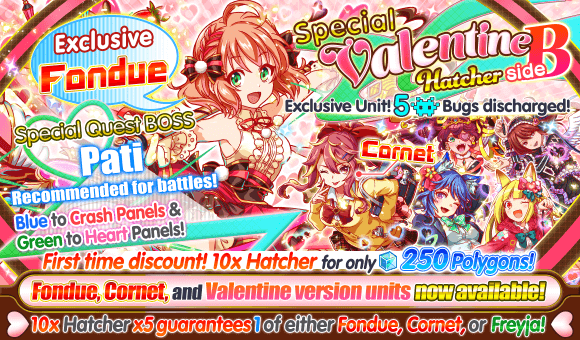 Exclusive
Fondue
Special
Valentine B
Hatcher side
Exclusive Unit! 5 Bugs discharged!
Special Quest BOSS
Pati
Recommended for battles!
Cornet
Blue to Crash Panels &
Green to Heart Panels!
First time discount! 10x Hatcher for only 250 Polygons!
Fondue, Cornet, and Valentine version units now available!
10x Hatcher x5 guarantees 1 of either Fondue, Cornet, or Freyja!